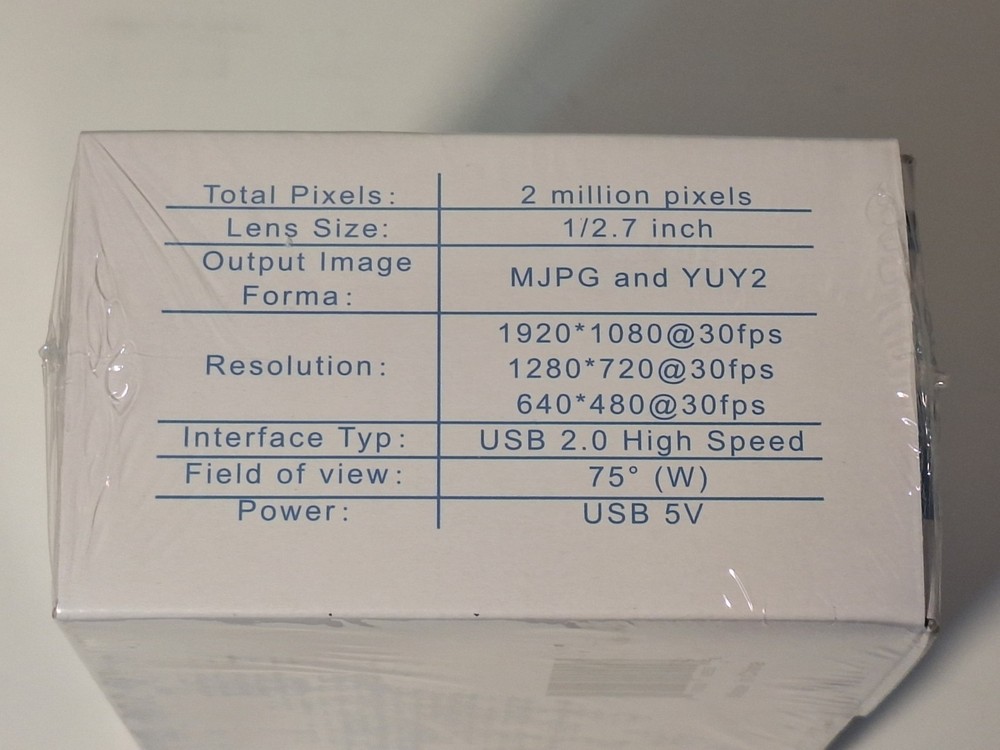 Total Pixels: 2 million pixels
Lens Size: 1/2.7 inch
Output Image
Forma: MJPG and YUY2
Resolution: 1920*1080@30fps
1280*720@30fps
640*480@30fps
Interface Typ: USB 2.0 High Speed
Field of view: 75° (W)
Power: USB 5V